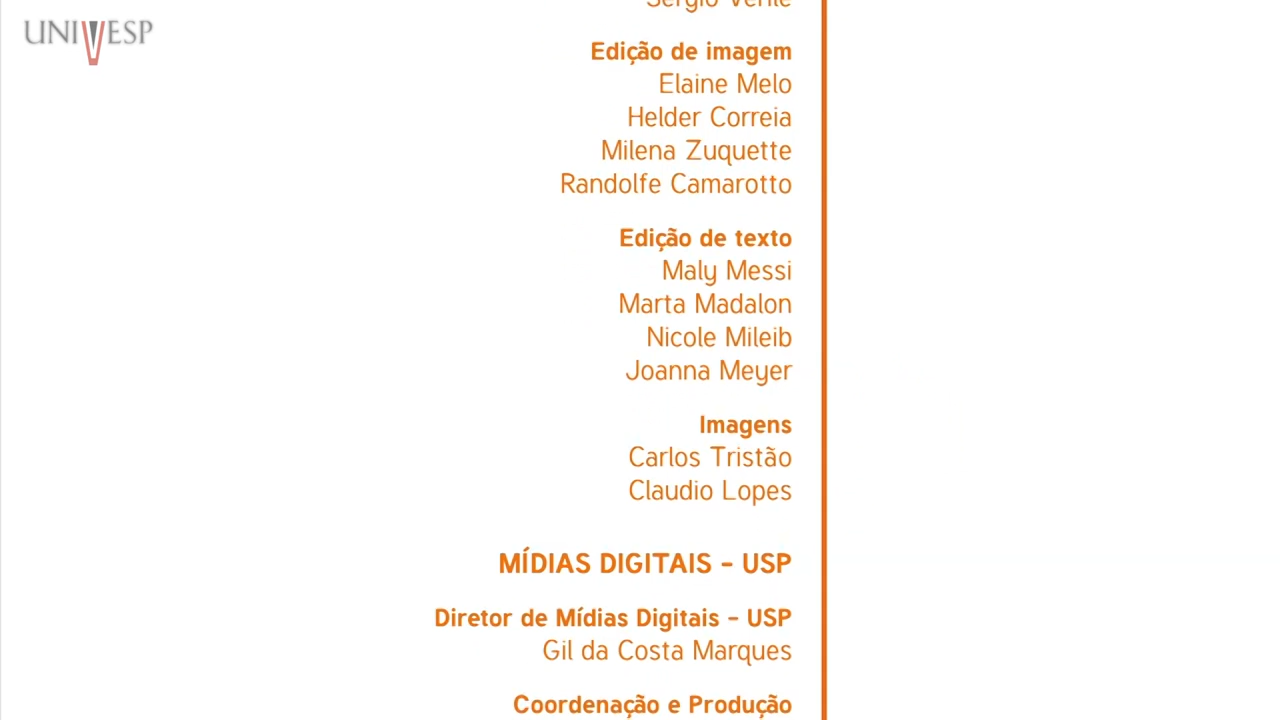 UNIVESP
Edição de imagem
Elaine Melo
Helder Correia
Milena Zuquette
Randolfe Camarotto
Edição de texto
Maly Messi
Marta Madalon
Nicole Mileib
Joanna Meyer
Imagens
Carlos Tristão
Claudio Lopes
MÍDIAS DIGITAIS - USP
Diretor de Mídias Digitais - USP
Gil da Costa Marques
Coordenação e Produção